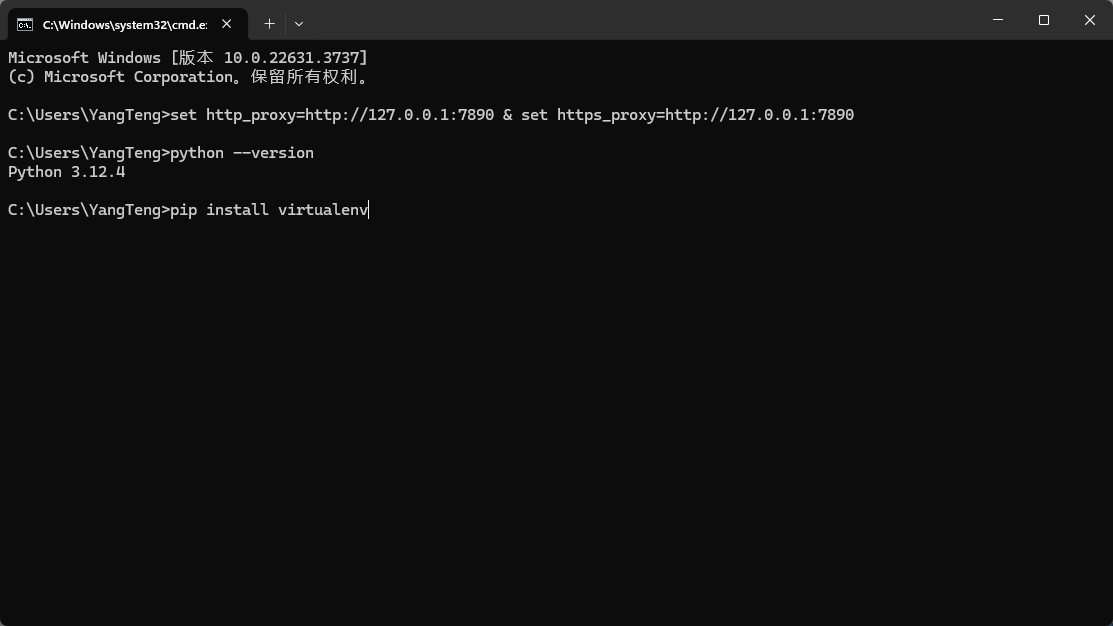 C:\Windows\system32\cmd.e:
Microsoft Windows [版本 10.0.22631.3737]
(c) Microsoft Corporation。保留所有权利。
C:\Users\YangTeng>set http_proxy=http://127.0.0.1:7890 & set https_proxy=http://127.0.0.1:7890
C:\Users\YangTeng>python --version
Python 3.12.4
C:\Users\YangTeng>pip install virtualenv